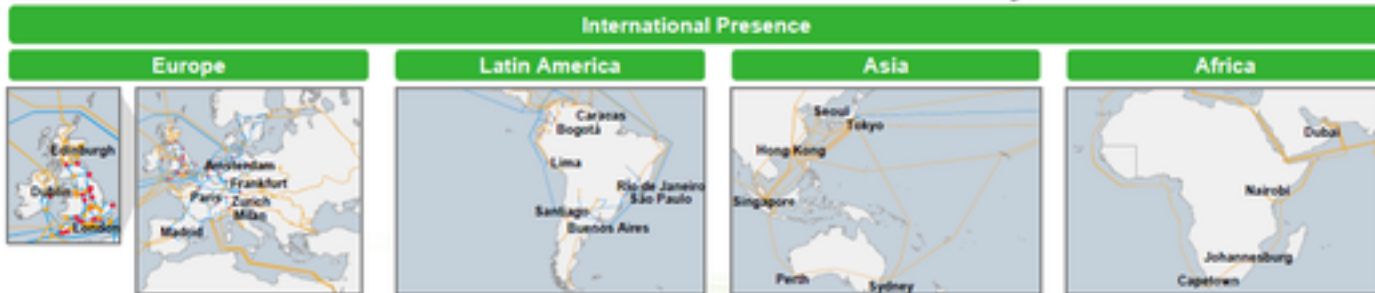 International Presence
Europe
Latin America
Asia
Africa
Edinburgh
Dublin
London
Amsterdam
Frankfurt
Paris
Zurich
Milan
Madrid
Caracas
Bogotá
Lima
Rio de Janeiro
São Paulo
Santiago
Buenos Aires
Seoul
Tokyo
Hong Kong
Singapore
Perth
Sydney
Dubai
Nairobi
Johannesburg
Capetown